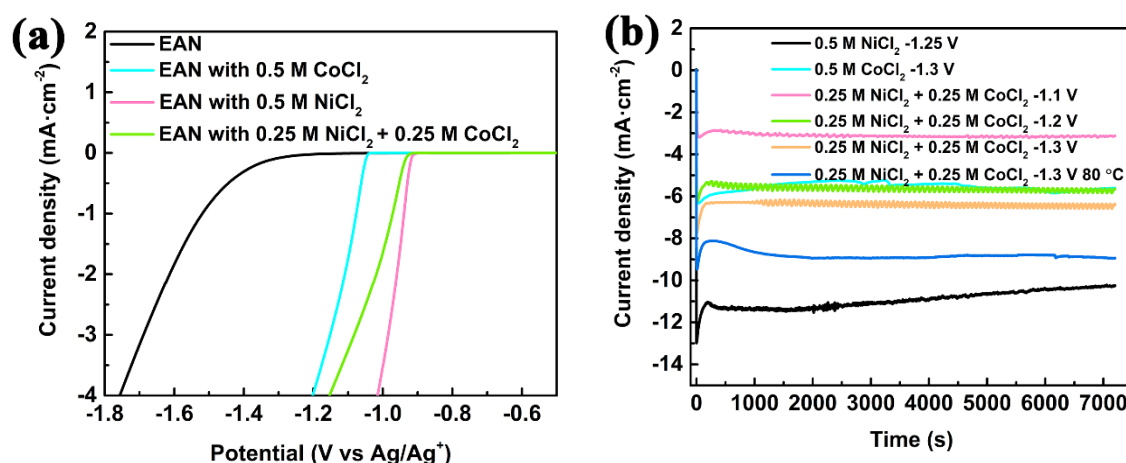 (a)
EAN
EAN with 0.5 M CoCl₂
EAN with 0.5 M NiCl₂
EAN with 0.25 M NiCl₂ + 0.25 M CoCl₂
2
1
0
-1
-2
-3
-4
Current density (mA·cm⁻²)
-1.8 -1.6 -1.4 -1.2 -1.0 -0.8 -0.6
Potential (V vs Ag/Ag⁺)
(b)
0.5 M NiCl₂ -1.25 V
0.5 M CoCl₂ -1.3 V
0.25 M NiCl₂ + 0.25 M CoCl₂ -1.1 V
0.25 M NiCl₂ + 0.25 M CoCl₂ -1.2 V
0.25 M NiCl₂ + 0.25 M CoCl₂ -1.3 V
0.25 M NiCl₂ + 0.25 M CoCl₂ -1.3 V 80 °C
2
0
-2
-4
-6
-8
-10
-12
-14
Current density (mA·cm⁻²)
0 1000 2000 3000 4000 5000 6000 7000
Time (s)